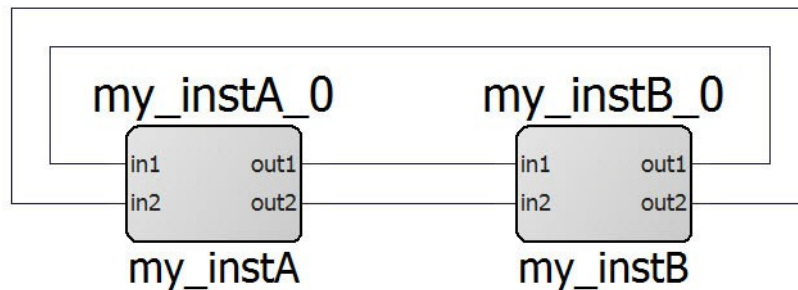 my_instA_0
my_instB_0
in1
out1
in1
out1
in2
out2
in2
out2
my_instA
my_instB